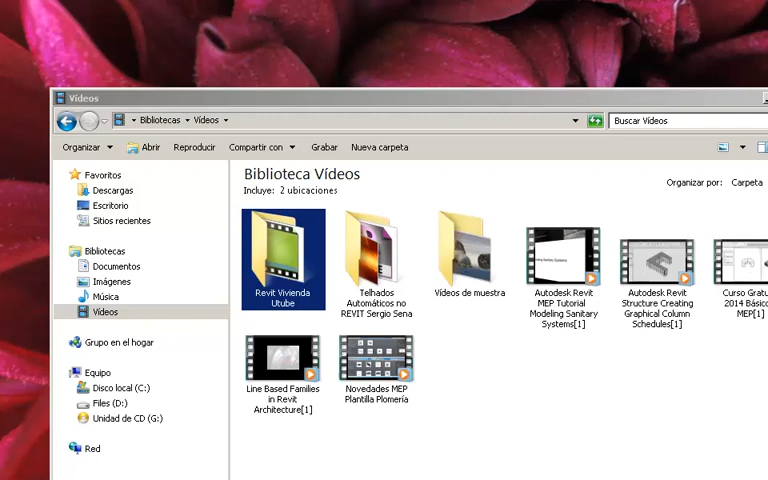 Vídeos
Bibliotecas Vídeos
Buscar Vídeos
Organizar Abrir Reproducir Compartir con Grabar Nueva carpeta
Favoritos
Descargas
Escritorio
Sitios recientes
Bibliotecas
Documentos
Imágenes
Música
Vídeos
Grupo en el hogar
Equipo
Disco local (C:)
Files (D:)
Unidad de CD (G:)
Red
Biblioteca Vídeos
Incluye: 2 ubicaciones
Organizar por: Carpeta
Revit Vivienda
Utube
Telhados
Automáticos no
REVIT Sergio Sena
Vídeos de muestra
Autodesk Revit
MEP Tutorial
Modeling Sanitary
Systems[1]
Autodesk Revit
Structure Creating
Graphical Column
Schedules[1]
Curso Gratu
2014 Básico
MEP[1]
Line Based Families
in Revit
Architecture[1]
Novedades MEP
Plantilla Plomería